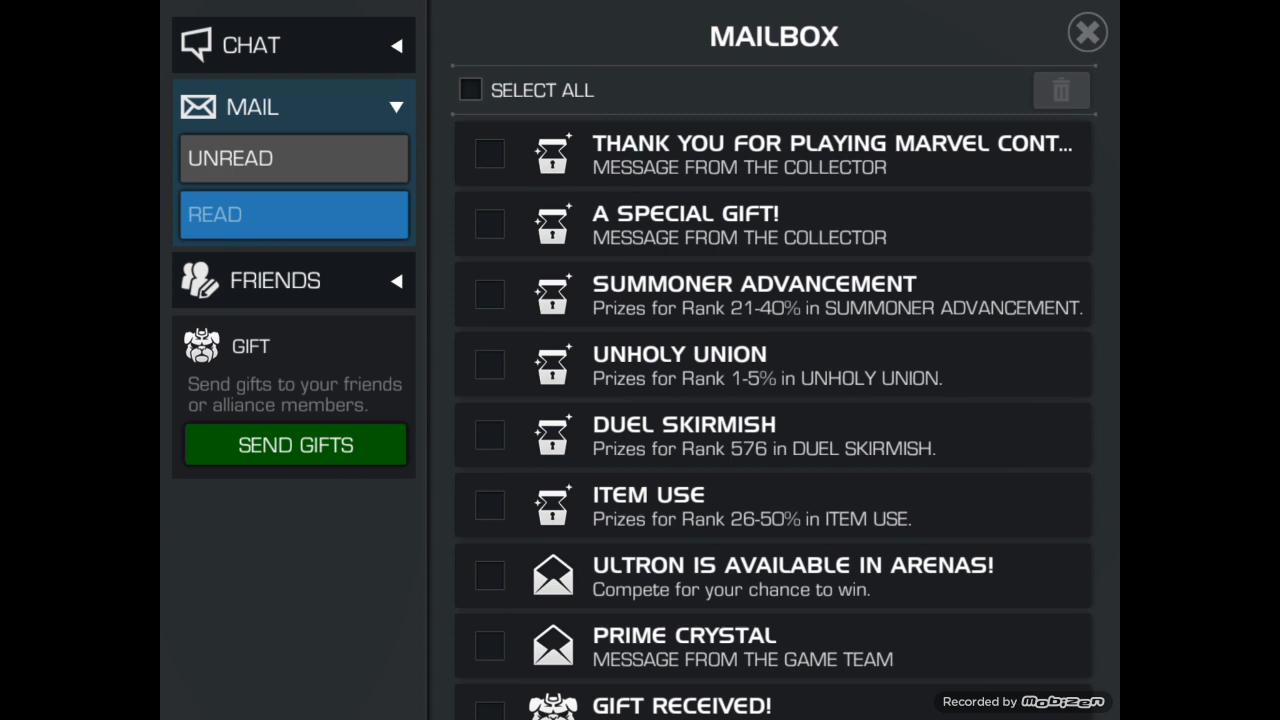 CHAT
MAIL
UNREAD
READ
FRIENDS
GIFT
Send gifts to your friends
or alliance members.
SEND GIFTS
MAILBOX
SELECT ALL
THANK YOU FOR PLAYING MARVEL CONT...
MESSAGE FROM THE COLLECTOR
A SPECIAL GIFT!
MESSAGE FROM THE COLLECTOR
SUMMONER ADVANCEMENT
Prizes for Rank 21-40% in SUMMONER ADVANCEMENT.
UNHOLY UNION
Prizes for Rank 1-5% in UNHOLY UNION.
DUEL SKIRMISH
Prizes for Rank 576 in DUEL SKIRMISH.
ITEM USE
Prizes for Rank 26-50% in ITEM USE.
ULTRON IS AVAILABLE IN ARENAS!
Compete for your chance to win.
PRIME CRYSTAL
MESSAGE FROM THE GAME TEAM
GIFT RECEIVED!
Recorded by mobizen